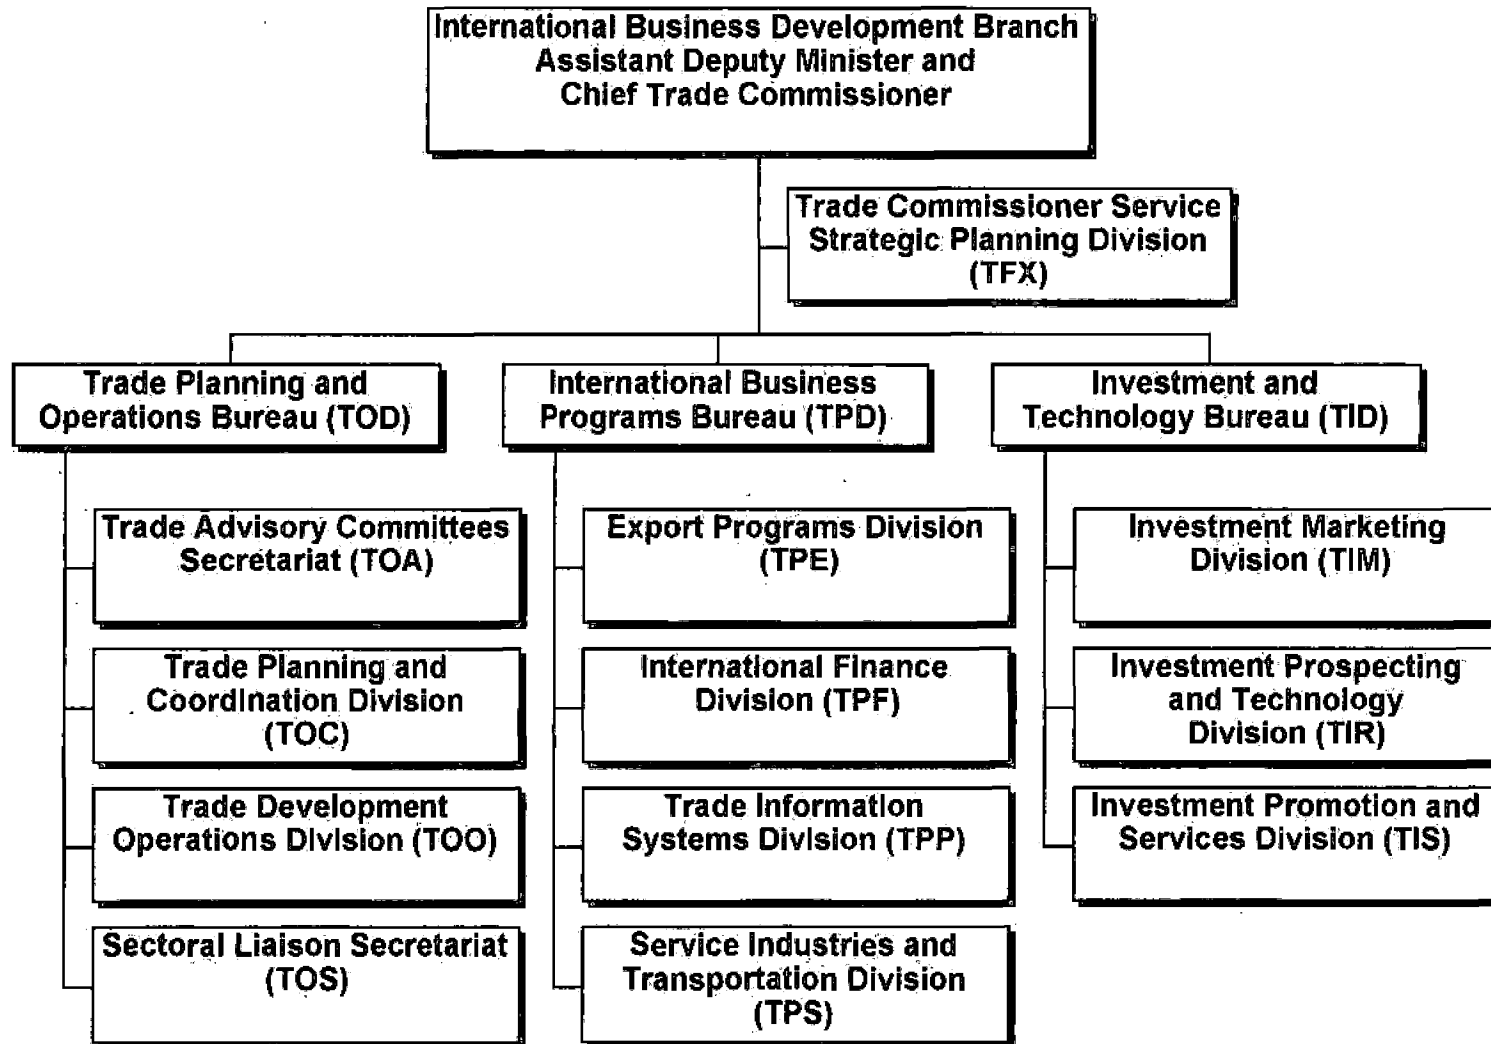 International Business Development Branch
Assistant Deputy Minister and
Chief Trade Commissioner
Trade Commissioner Service
Strategic Planning Division
(TFX)
Trade Planning and
Operations Bureau (TOD)
International Business
Programs Bureau (TPD)
Investment and
Technology Bureau (TID)
Trade Advisory Committees
Secretariat (TOA)
Trade Planning and
Coordination Division
(TOC)
Trade Development
Operations Division (TOO)
Sectoral Liaison Secretariat
(TOS)
Export Programs Division
(TPE)
International Finance
Division (TPF)
Trade Information
Systems Division (TPP)
Service Industries and
Transportation Division
(TPS)
Investment Marketing
Division (TIM)
Investment Prospecting
and Technology
Division (TIR)
Investment Promotion and
Services Division (TIS)